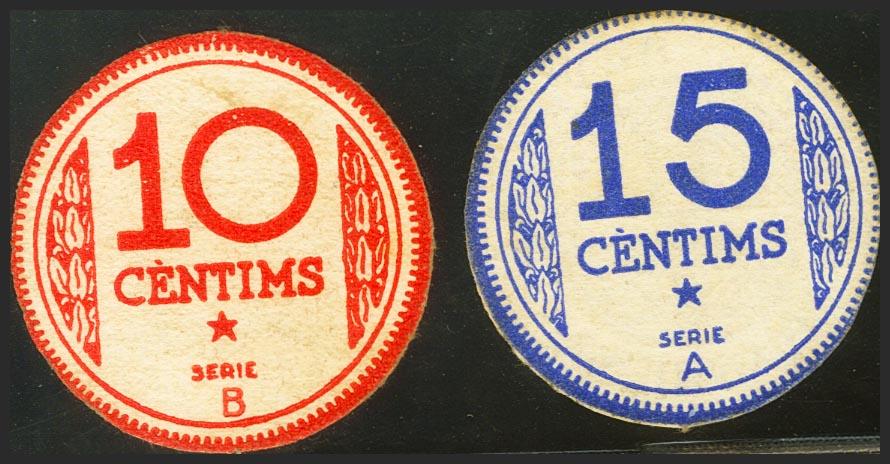 10
CÈNTIMS
SERIE
B
15
CÈNTIMS
SERIE
A